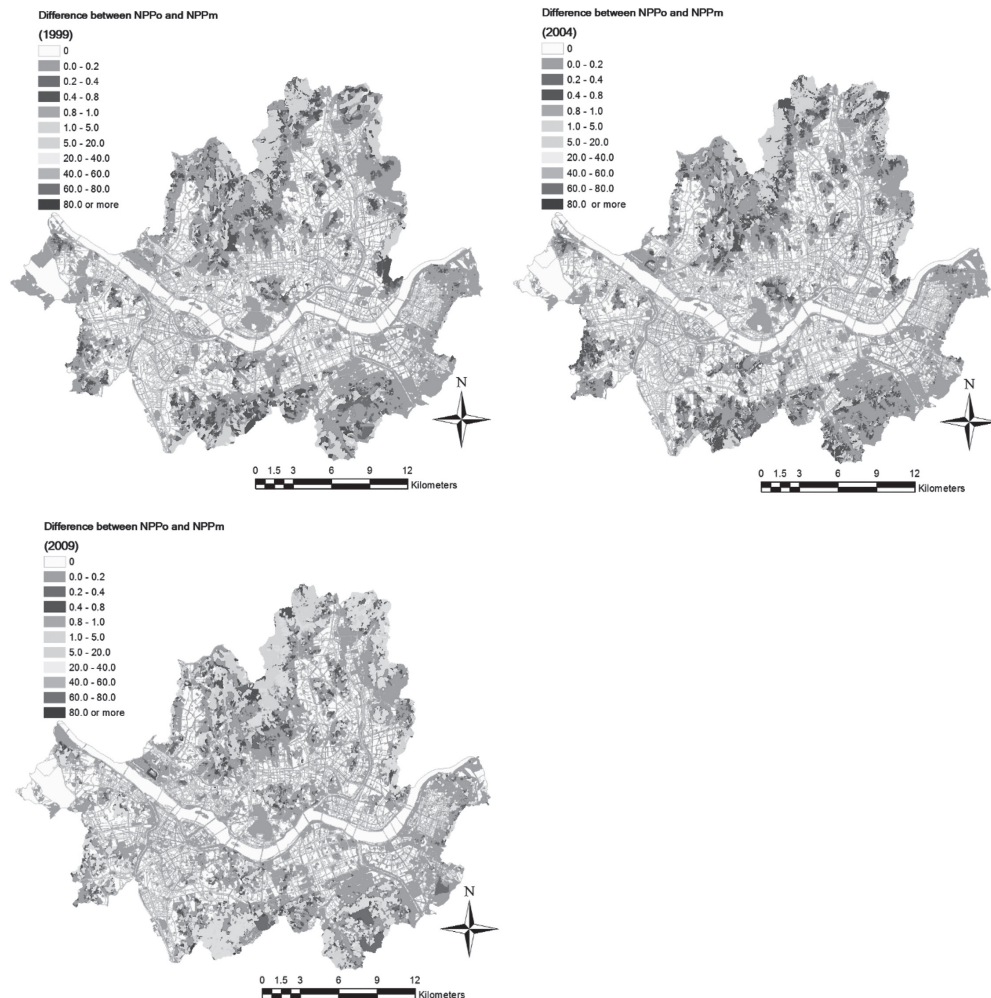 Difference between NPPo and NPPm
(1999)
0
0.0 - 0.2
0.2 - 0.4
0.4 - 0.8
0.8 - 1.0
1.0 - 5.0
5.0 - 20.0
20.0 - 40.0
40.0 - 60.0
60.0 - 80.0
80.0 or more
N
0 1.5 3 6 9 12
Kilometers
Difference between NPPo and NPPm
(2004)
0
0.0 - 0.2
0.2 - 0.4
0.4 - 0.8
0.8 - 1.0
1.0 - 5.0
5.0 - 20.0
20.0 - 40.0
40.0 - 60.0
60.0 - 80.0
80.0 or more
N
0 1.5 3 6 9 12
Kilometers
Difference between NPPo and NPPm
(2009)
0
0.0 - 0.2
0.2 - 0.4
0.4 - 0.8
0.8 - 1.0
1.0 - 5.0
5.0 - 20.0
20.0 - 40.0
40.0 - 60.0
60.0 - 80.0
80.0 or more
N
0 1.5 3 6 9 12
Kilometers